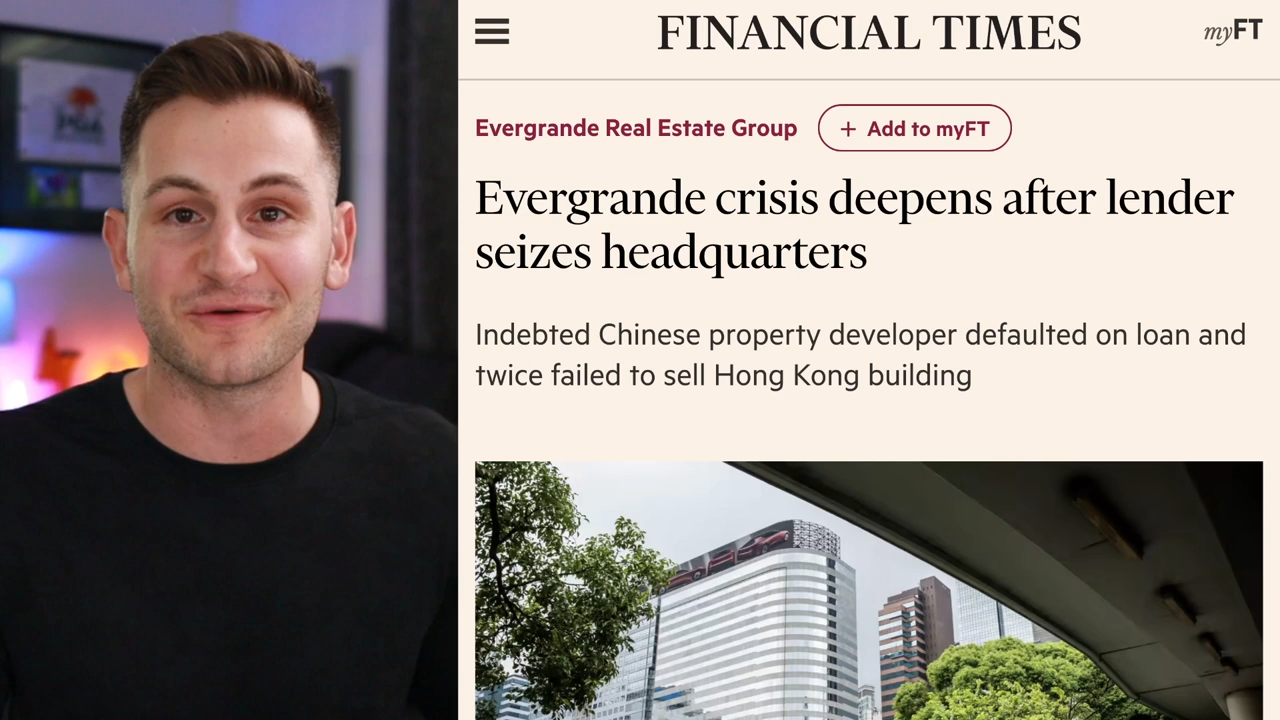 PGA
FINANCIAL TIMES
myFT
Evergrande Real Estate Group
+ Add to myFT
Evergrande crisis deepens after lender
seizes headquarters
Indebted Chinese property developer defaulted on loan and
twice failed to sell Hong Kong building